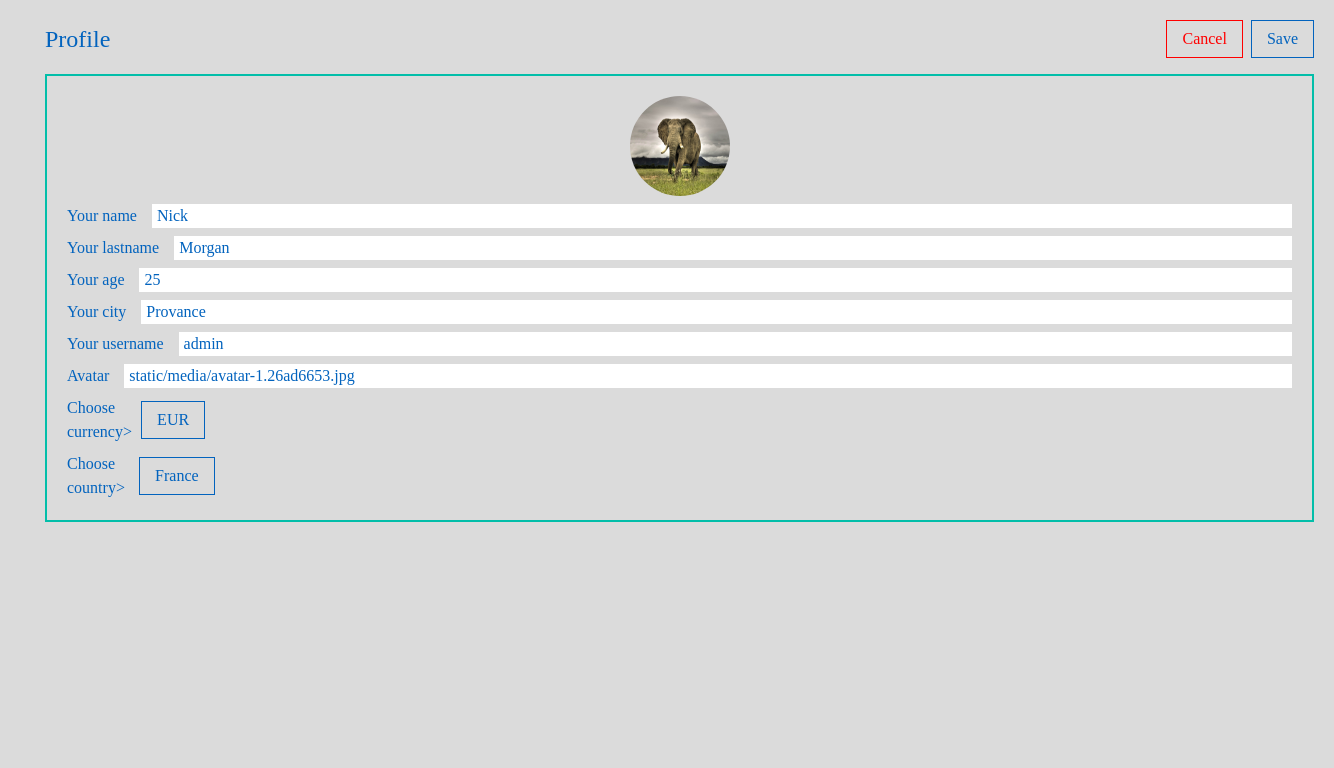 Profile
Cancel Save
Your name Nick
Your lastname Morgan
Your age 25
Your city Provance
Your username admin
Avatar static/media/avatar-1.26ad6653.jpg
Choose
currency> EUR
Choose
country> France